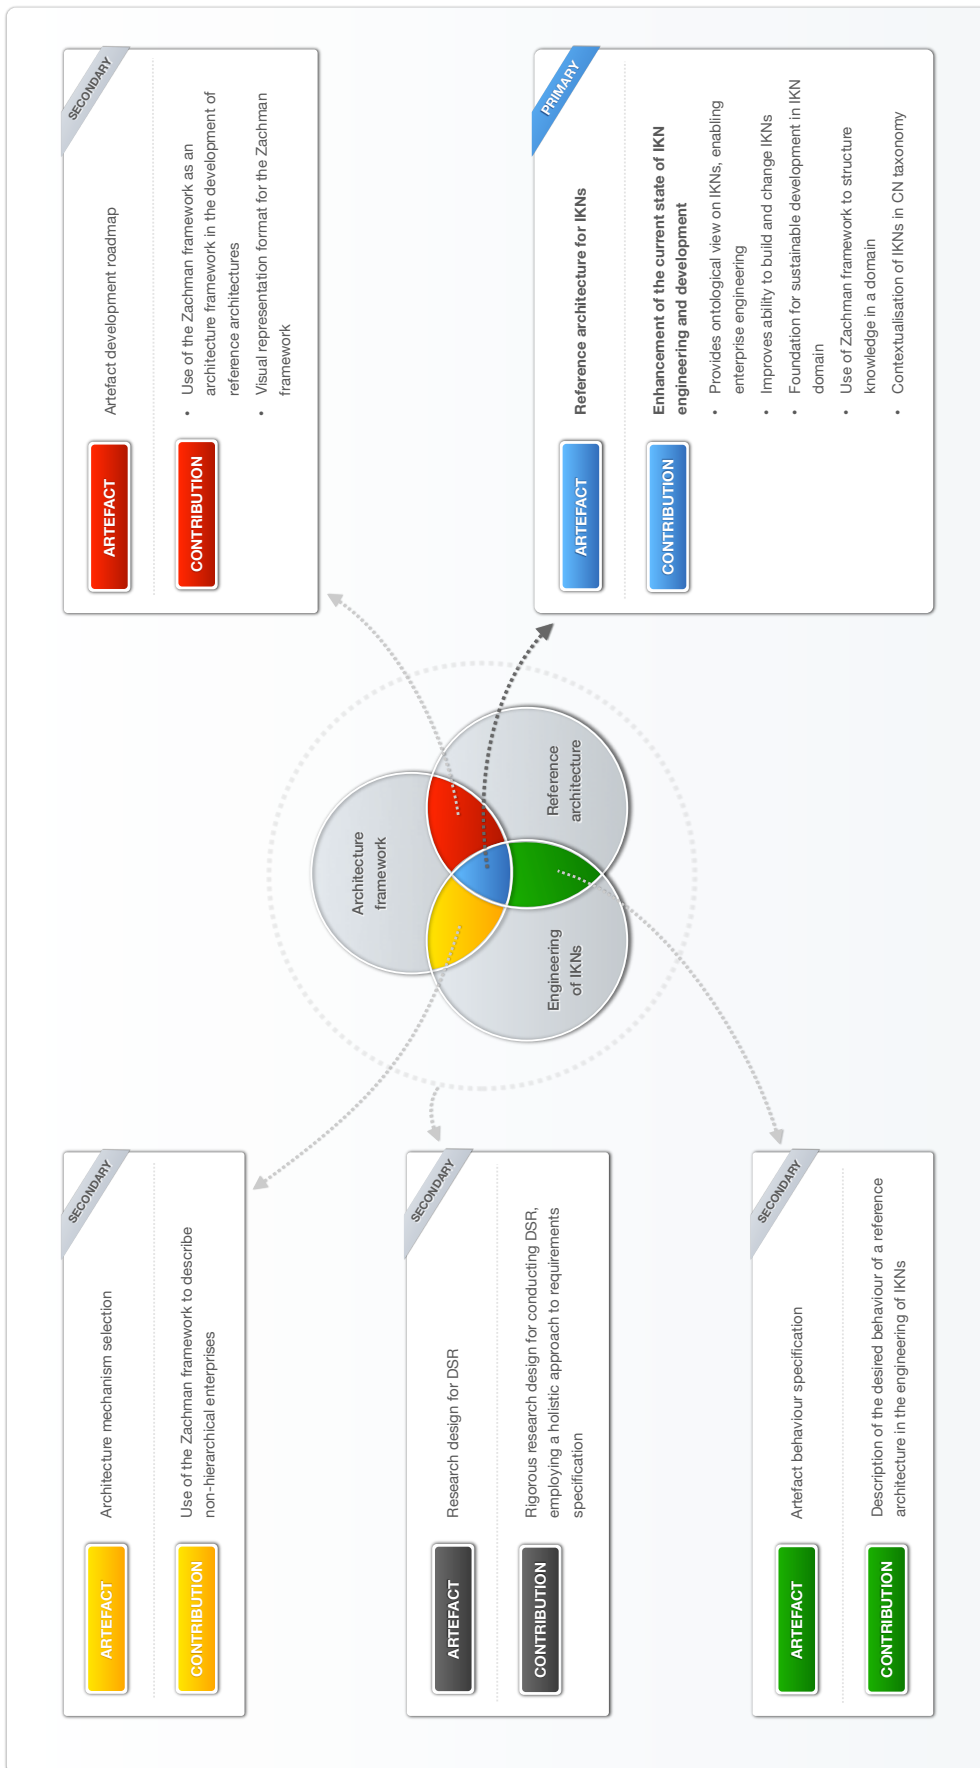 SECONDARY
ARTEFACT
Architecture mechanism selection
CONTRIBUTION
Use of the Zachman framework to describe
non-hierarchical enterprises
SECONDARY
ARTEFACT
Research design for DSR
CONTRIBUTION
Rigorous research design for conducting DSR,
employing a holistic approach to requirements
specification
SECONDARY
ARTEFACT
Artefact behaviour specification
CONTRIBUTION
Description of the desired behaviour of a reference
architecture in the engineering of IKNs
Architecture
framework
Engineering
of IKNs
Reference
architecture
SECONDARY
ARTEFACT
Artefact development roadmap
CONTRIBUTION
• Use of the Zachman framework as an
architecture framework in the development of
reference architectures
• Visual representation format for the Zachman
framework
PRIMARY
ARTEFACT
Reference architecture for IKNs
CONTRIBUTION
Enhancement of the current state of IKN
engineering and development
• Provides ontological view on IKNs, enabling
enterprise engineering
• Improves ability to build and change IKNs
• Foundation for sustainable development in IKN
domain
• Use of Zachman framework to structure
knowledge in a domain
• Contextualisation of IKNs in CN taxonomy